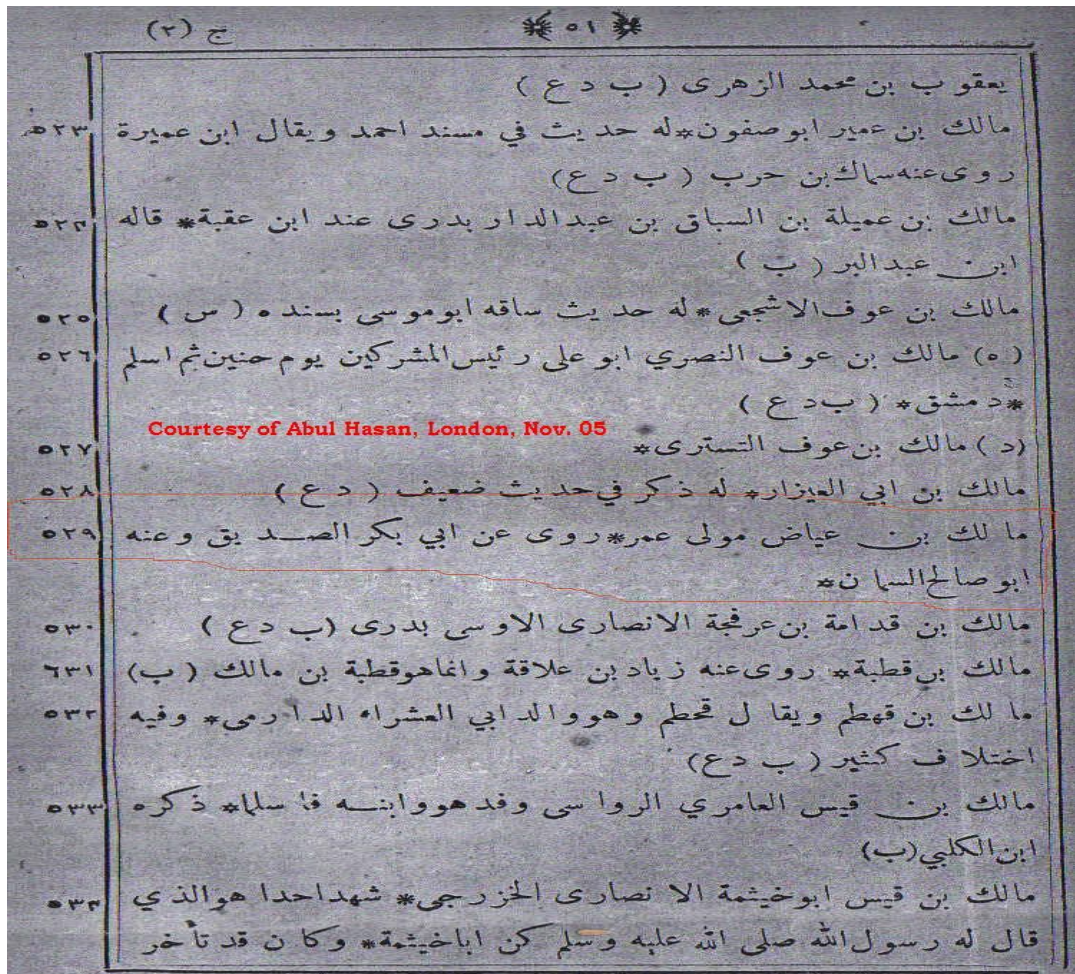 ج (٢) ٥١
يعقوب بن محمد الزهرى ( ب د ع )
مالك بن عمير ابو صفون * له حديث في مسند احمد ويقال ابن عميرة ٥٢٣
روى عنه سماك بن حرب ( ب د ع )
مالك بن عميلة بن السباق بن عبد الدار بدرى عند ابن عقبة * قاله ٥٢٤
ابن عبد البر ( ب )
مالك بن عوف الاشجعى * له حديث ساقه ابو موسى بسنده ( س ) ٥٢٥
( ه ) مالك بن عوف النصري ابو على رئيس المشركين يوم حنين ثم اسلم ٥٢٦
* دمشق * ( ب د ع )
Courtesy of Abul Hasan, London, Nov. 05
( د ) مالك بن عوف التسترى * ٥٢٧
مالك بن ابي العيزار * له ذكر في حديث ضعيف ( د ع ) ٥٢٨
مالك بن عياض مولى عمر * روى عن ابي بكر الصديق وعنه ٥٢٩
ابو صالح السمان *
مالك بن قدامة بن عرفجة الانصارى الاوسى بدرى ( ب د ع ) ٥٣٠
مالك بن قطبة * روى عنه زياد بن علاقة وانما هو قطبة بن مالك ( ب ) ٦٣١
مالك بن قهطم ويقال قحطم وهو والد ابي العشراء الدارمى * وفيه ٥٣٢
اختلاف كثير ( ب د ع )
مالك بن قيس العامري الرواسى وفد هو وابنه فاسلما * ذكره ٥٣٣
ابن الكلبي ( ب )
مالك بن قيس ابو خيثمة الانصارى الخزرجى * شهد احدا هو الذي ٥٣٤
قال له رسول الله صلى الله عليه وسلم كن اباخيثمة * وكان قد تأخر